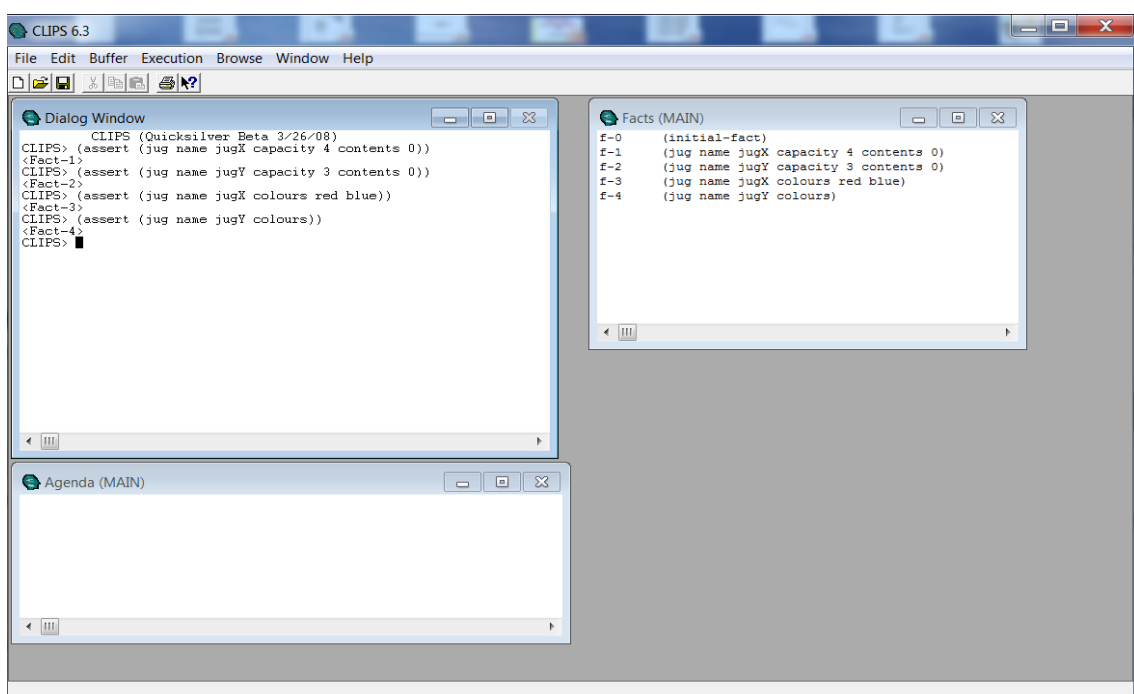 CLIPS 6.3
File Edit Buffer Execution Browse Window Help
Dialog Window
CLIPS (Quicksilver Beta 3/26/08)
CLIPS> (assert (jug name jugX capacity 4 contents 0))
<Fact-1>
CLIPS> (assert (jug name jugY capacity 3 contents 0))
<Fact-2>
CLIPS> (assert (jug name jugX colours red blue))
<Fact-3>
CLIPS> (assert (jug name jugY colours))
<Fact-4>
CLIPS>
Facts (MAIN)
f-0 (initial-fact)
f-1 (jug name jugX capacity 4 contents 0)
f-2 (jug name jugY capacity 3 contents 0)
f-3 (jug name jugX colours red blue)
f-4 (jug name jugY colours)
Agenda (MAIN)